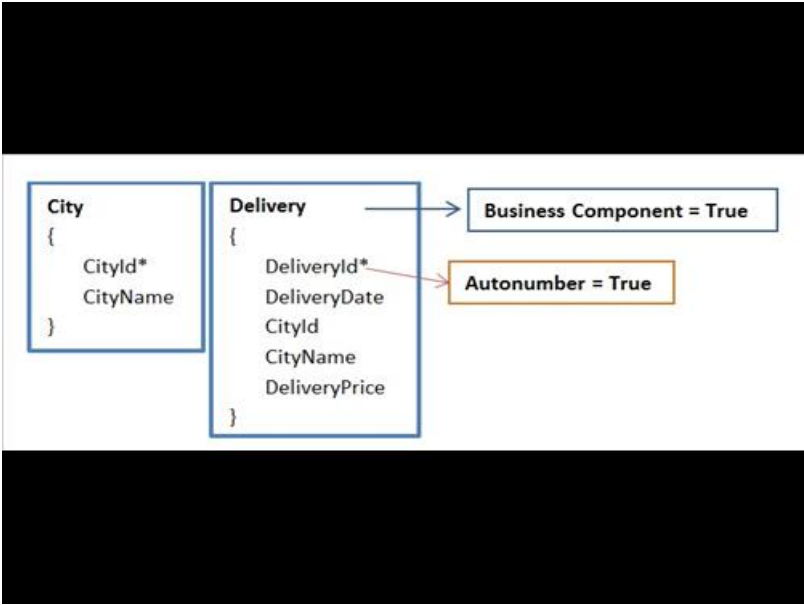 City
{
CityId*
CityName
}
Delivery
{
DeliveryId*
DeliveryDate
CityId
CityName
DeliveryPrice
}
Business Component = True
Autonumber = True